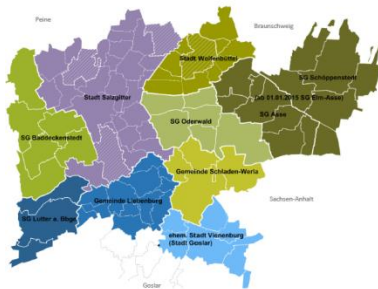 Peine
Braunschweig
Stadt Wolfenbüttel
SG Schöppenstedt
Stadt Salzgitter
(bis 31.01.2015 SG Elm-Asse)
SG Asse
SG Oderwald
SG Baddeckenstedt
Gemeinde Schladen-Werla
Sachsen-Anhalt
Gemeinde Liebenburg
SG Lutter a. Bbge.
ehem. Stadt Vienenburg
(Stadt Goslar)
Goslar